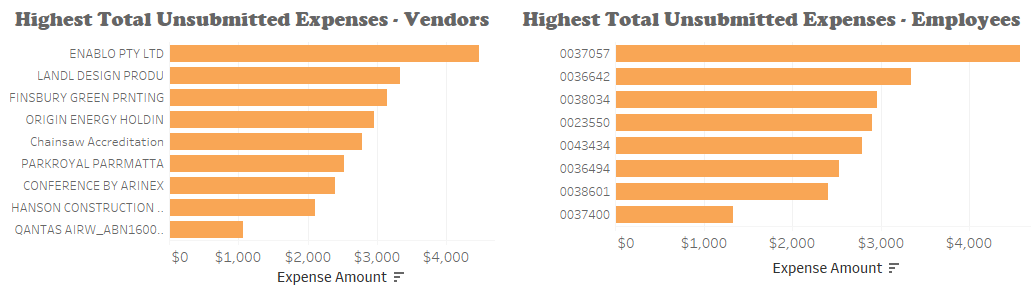 Highest Total Unsubmitted Expenses - Vendors
ENABLO PTY LTD
LANDL DESIGN PRODU
FINSBURY GREEN PRNTING
ORIGIN ENERGY HOLDIN
Chainsaw Accreditation
PARKROYAL PARRMATTA
CONFERENCE BY ARINEX
HANSON CONSTRUCTION ..
QANTAS AIRW_ABN1600..
$0 $1,000 $2,000 $3,000 $4,000
Expense Amount
Highest Total Unsubmitted Expenses - Employees
0037057
0036642
0038034
0023550
0043434
0036494
0038601
0037400
$0 $1,000 $2,000 $3,000 $4,000
Expense Amount